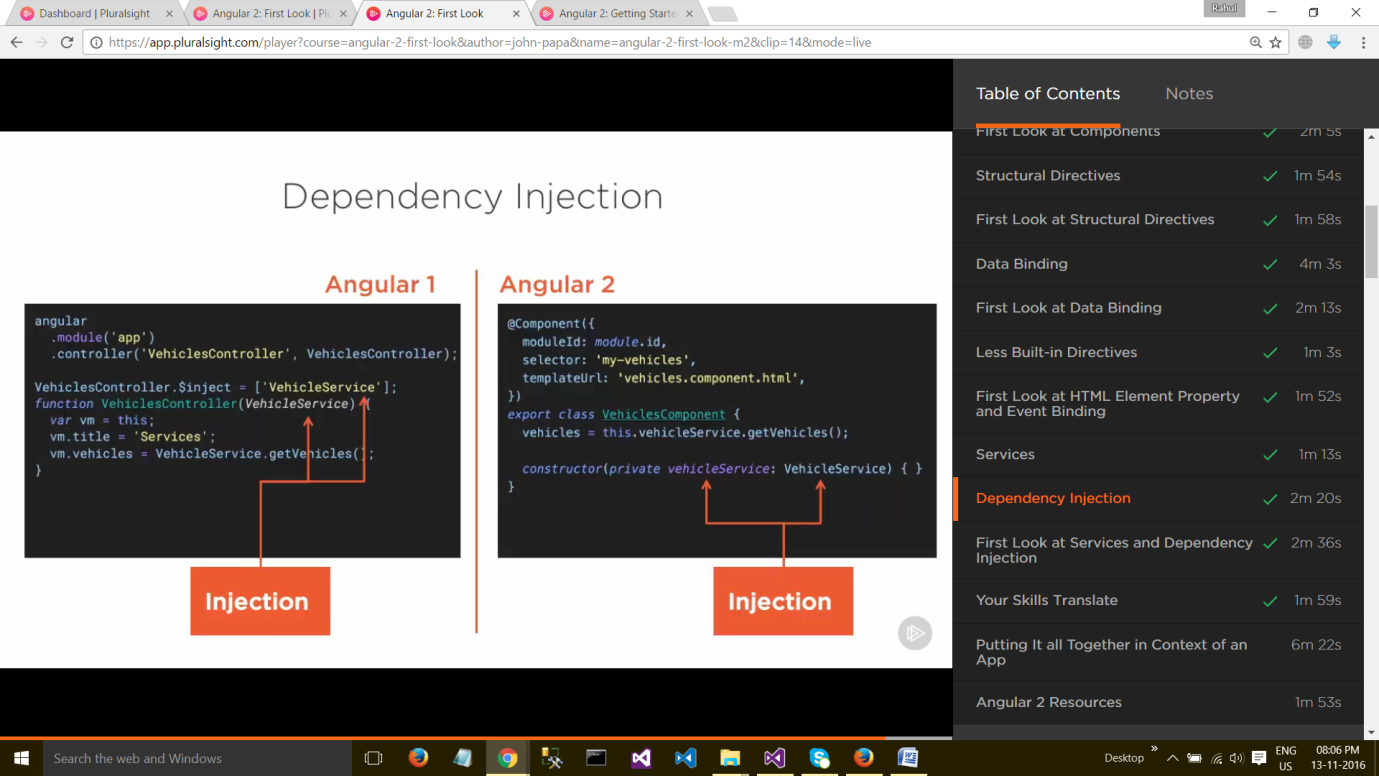 Dashboard | Pluralsight
Angular 2: First Look | Pl
Angular 2: First Look
Angular 2: Getting Starte
Rahul
https://app.pluralsight.com/player?course=angular-2-first-look&author=john-papa&name=angular-2-first-look-m2&clip=14&mode=live
Dependency Injection
Angular 1
angular
.module('app')
.controller('VehiclesController', VehiclesController);
VehiclesController.$inject = ['VehicleService'];
function VehiclesController(VehicleService) {
var vm = this;
vm.title = 'Services';
vm.vehicles = VehicleService.getVehicles();
}
Injection
Angular 2
@Component({
moduleId: module.id,
selector: 'my-vehicles',
templateUrl: 'vehicles.component.html',
})
export class VehiclesComponent {
vehicles = this.vehicleService.getVehicles();
constructor(private vehicleService: VehicleService) { }
}
Injection
Table of Contents
Notes
First Look at Components 2m 5s
Structural Directives 1m 54s
First Look at Structural Directives 1m 58s
Data Binding 4m 3s
First Look at Data Binding 2m 13s
Less Built-in Directives 1m 3s
First Look at HTML Element Property 1m 52s
and Event Binding
Services 1m 13s
Dependency Injection 2m 20s
First Look at Services and Dependency 2m 36s
Injection
Your Skills Translate 1m 59s
Putting It all Together in Context of an 6m 22s
App
Angular 2 Resources 1m 53s
Search the web and Windows
Desktop
ENG
US
08:06 PM
13-11-2016